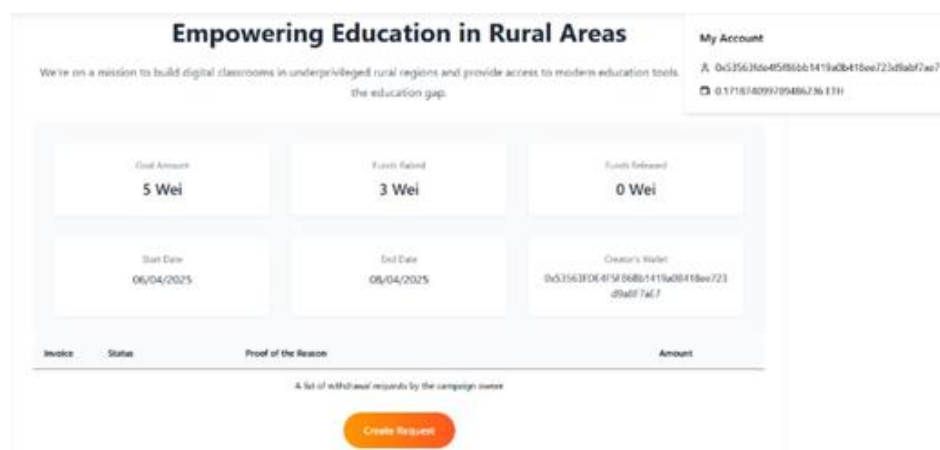 Empowering Education in Rural Areas
My Account
We're on a mission to build digital classrooms in underprivileged rural regions and provide access to modern education tools.
the education gap.
Goal Amount
5 Wei
Funds Raised
3 Wei
Funds Released
0 Wei
Start Date
06/04/2025
End Date
08/04/2025
Creator's Wallet
Invoice Status Proof of the Reason Amount
A list of withdrawal requests by the campaign owner
Create Request